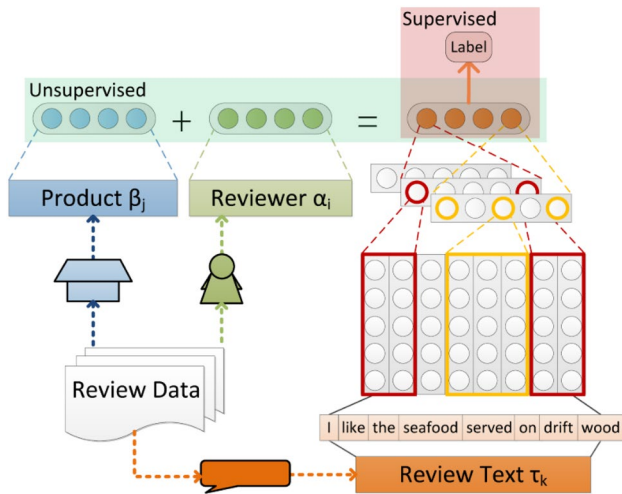 Supervised
Label
Unsupervised
+
=
Product βj
Reviewer αi
Review Data
I like the seafood served on drift wood
Review Text τk